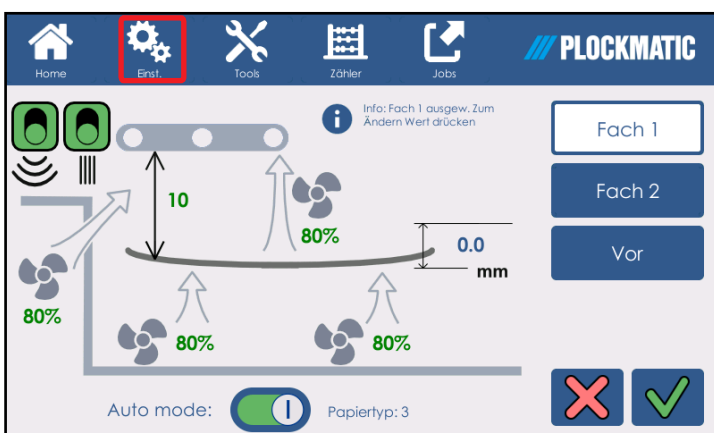 Home
Einst.
Tools
Zähler
Jobs
PLOCKMATIC
Info: Fach 1 ausgew. Zum
Ändern Wert drücken
Fach 1
10
Fach 2
80%
0.0
mm
Vor
80%
80%
80%
Auto mode:
Papiertyp: 3